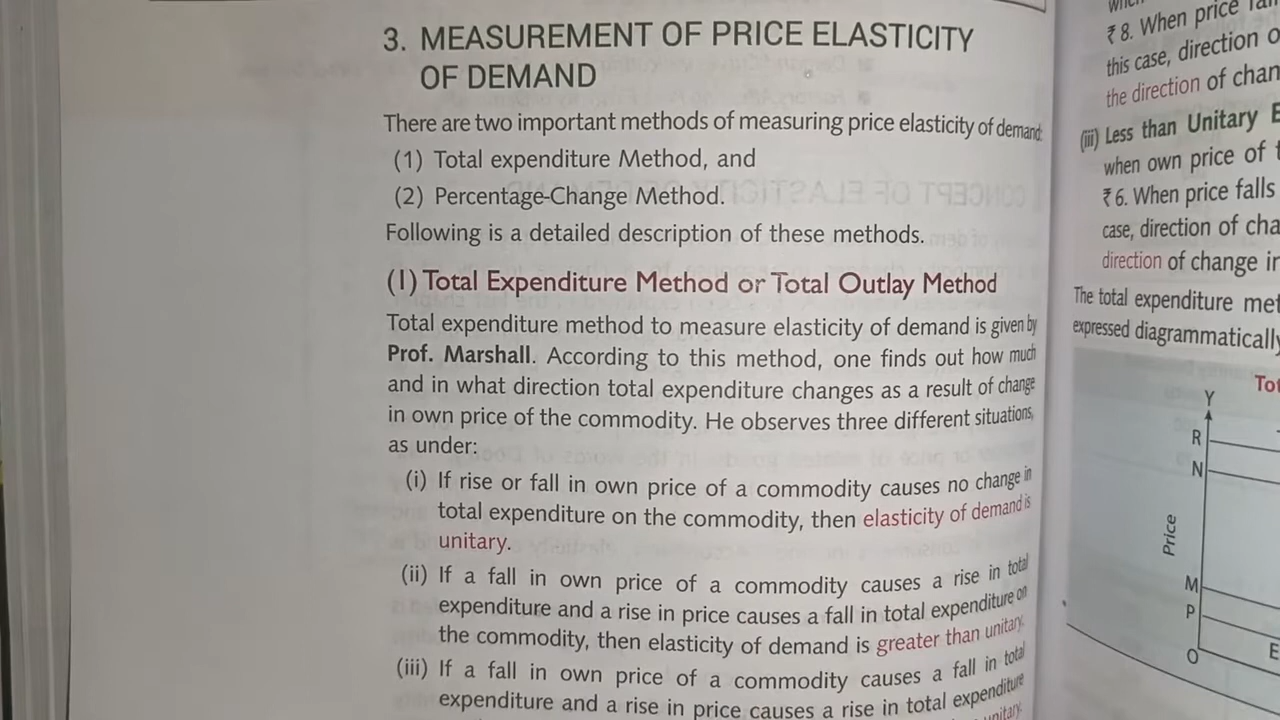 3. MEASUREMENT OF PRICE ELASTICITY
OF DEMAND
There are two important methods of measuring price elasticity of demand:
(1) Total expenditure Method, and
(2) Percentage-Change Method.
Following is a detailed description of these methods.
(1) Total Expenditure Method or Total Outlay Method
Total expenditure method to measure elasticity of demand is given by
Prof. Marshall. According to this method, one finds out how much
and in what direction total expenditure changes as a result of change
in own price of the commodity. He observes three different situations,
as under:
(i) If rise or fall in own price of a commodity causes no change in
total expenditure on the commodity, then elasticity of demand is
unitary.
(ii) If a fall in own price of a commodity causes a rise in total
expenditure and a rise in price causes a fall in total expenditure on
the commodity, then elasticity of demand is greater than unitary.
(iii) If a fall in own price of a commodity causes a fall in total
expenditure and a rise in price causes a rise in total expenditure
unitary.
₹ 8. When price
this case, direction
the direction of
(iii) Less than Unitary
when own price of
₹ 6. When price falls
case, direction of
direction of change
The total expenditure
expressed diagrammatically
Y
R
N
Price
M
P
O
E